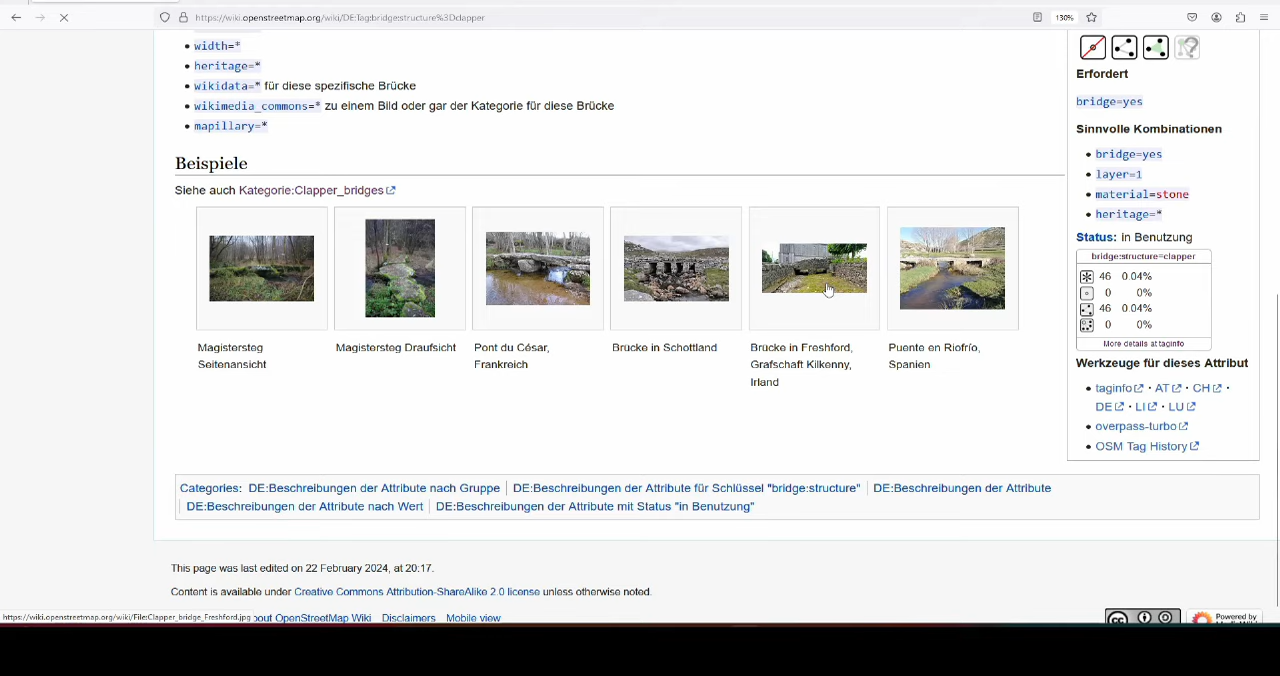 https://wiki.openstreetmap.org/wiki/DE:Tag:bridge:structure%3Dclapper
130%
width=*
heritage=*
wikidata=* für diese spezifische Brücke
wikimedia_commons=* zu einem Bild oder gar der Kategorie für diese Brücke
mapillary=*
Beispiele
Siehe auch Kategorie:Clapper_bridges
Magistersteg
Seitenansicht
Magistersteg Draufsicht
Pont du César,
Frankreich
Brücke in Schottland
Brücke in Freshford,
Grafschaft Kilkenny,
Irland
Puente en Riofrío,
Spanien
Erfordert
bridge=yes
Sinnvolle Kombinationen
bridge=yes
layer=1
material=stone
heritage=*
Status: in Benutzung
bridge:structure=clapper
46 0.04%
0 0%
46 0.04%
0 0%
More details at taginfo
Werkzeuge für dieses Attribut
taginfo · AT · CH ·
DE · LI · LU
overpass-turbo
OSM Tag History
Categories: DE:Beschreibungen der Attribute nach Gruppe | DE:Beschreibungen der Attribute für Schlüssel "bridge:structure" | DE:Beschreibungen der Attribute
| DE:Beschreibungen der Attribute nach Wert | DE:Beschreibungen der Attribute mit Status "in Benutzung"
This page was last edited on 22 February 2024, at 20:17.
Content is available under Creative Commons Attribution-ShareAlike 2.0 license unless otherwise noted.
https://wiki.openstreetmap.org/wiki/File:Clapper_bridge_Freshford.jpg
bout OpenStreetMap Wiki Disclaimers Mobile view
cc
Powered by